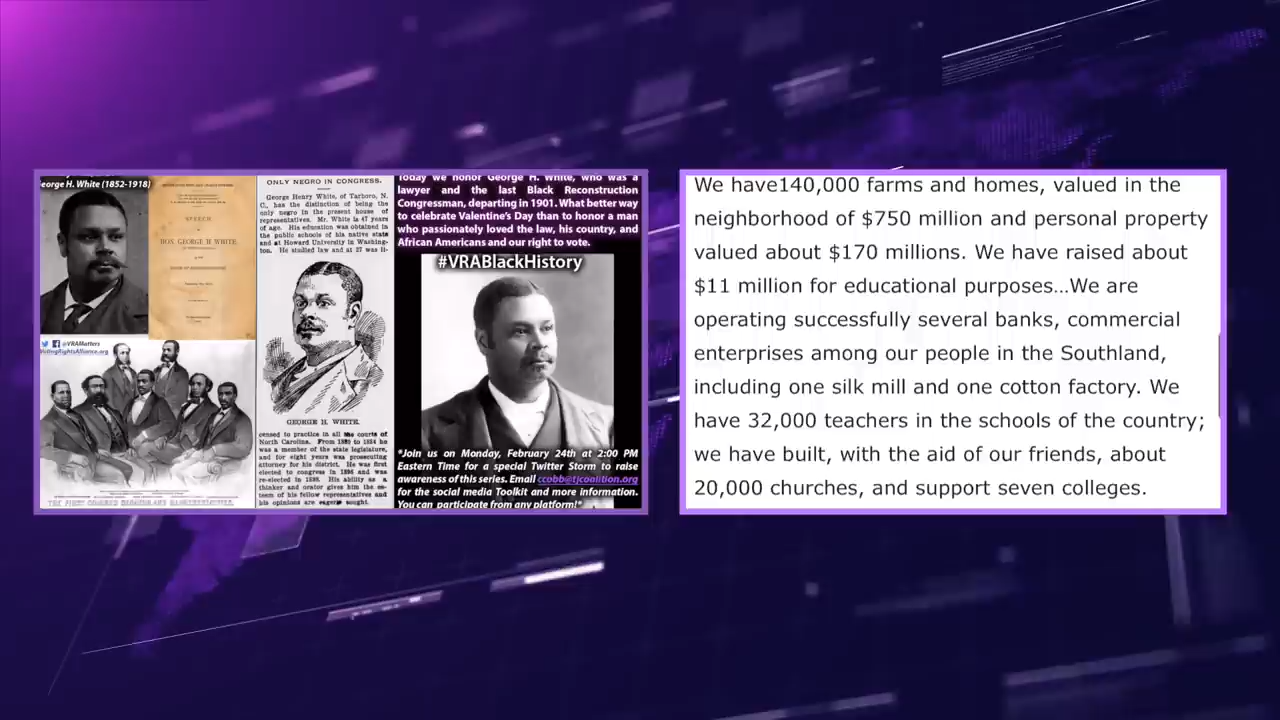 eorge H. White (1852-1918)
SPEECH
HON. GEORGE H. WHITE,
@VRAMatters
VotingRightsAlliance.org
ONLY NEGRO IN CONGRESS.
George Henry White, of Tarboro, N.
C., has the distinction of being the
only negro in the present house of
representatives. Mr. White is 47 years
of age. His education was obtained in
the public schools of his native state
and at Howard University in Washing-
ton. He studied law and at 27 was li-
GEORGE H. WHITE.
censed to practice in all the courts of
North Carolina. From
was a member of the state legislature,
and for eight years was prosecuting
attorney for his district. He was first
elected to congress in 1896 and was
re-elected in 1898. His ability as a
thinker and orator gives him the es-
teem of his fellow representatives and
his opinions are eagerly sought.
Today we honor George H. White, who was a
lawyer and the last Black Reconstruction
Congressman, departing in 1901. What better way
to celebrate Valentine's Day than to honor a man
who passionately loved the law, his country, and
African Americans and our right to vote.
#VRABlackHistory
*Join us on Monday, February 24th at 2:00 PM
Eastern Time for a special Twitter Storm to raise
awareness of this series. Email ccobb@tjcoalition.org
for the social media Toolkit and more information.
You can participate from any platform!*
We have140,000 farms and homes, valued in the
neighborhood of $750 million and personal property
valued about $170 millions. We have raised about
$11 million for educational purposes…We are
operating successfully several banks, commercial
enterprises among our people in the Southland,
including one silk mill and one cotton factory. We
have 32,000 teachers in the schools of the country;
we have built, with the aid of our friends, about
20,000 churches, and support seven colleges.